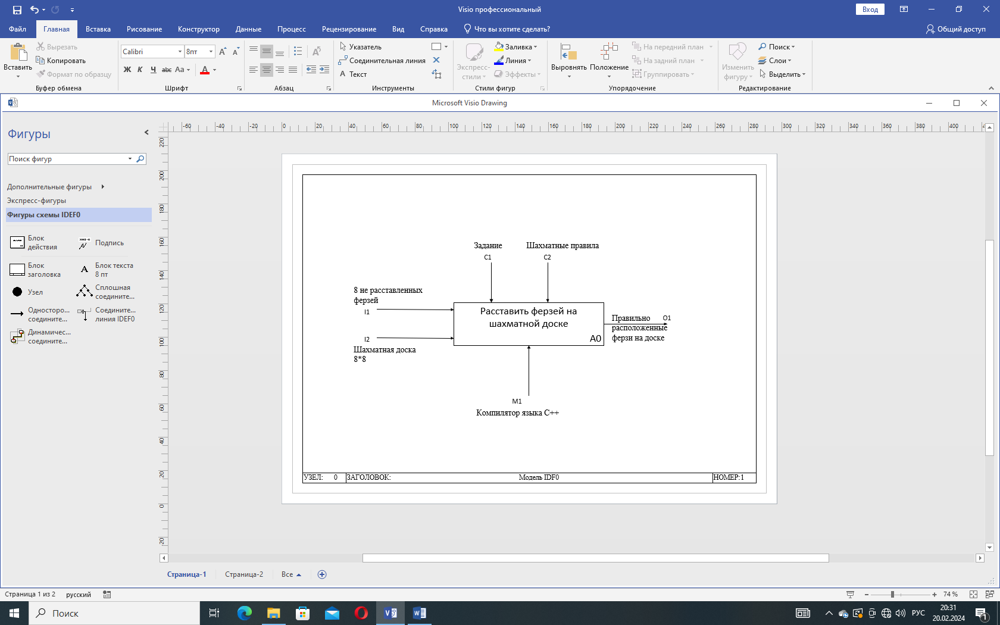 Visio профессиональный
Вход
Файл
Главная
Вставка
Рисование
Конструктор
Данные
Процесс
Рецензирование
Вид
Справка
Что вы хотите сделать?
Общий доступ
Вставить
Вырезать
Копировать
Формат по образцу
Буфер обмена
Calibri
8пт
A A
Ж К Ч abc Aa A
Шрифт
Абзац
Указатель
Соединительная линия
A Текст
Инструменты
Экспресс-
стили
Заливка
Линия
Эффекты
Стили фигур
Выровнять
Положение
На передний план
На задний план
Группировать
Упорядочение
Изменить
фигуру
Поиск
Слои
Выделить
Редактирование
Microsoft Visio Drawing
Фигуры
Поиск фигур
Дополнительные фигуры
Экспресс-фигуры
Фигуры схемы IDEF0
Блок
действия
Подпись
Блок
заголовка
A Блок текста
8 пт
Узел
Сплошная
соедините...
Односторо...
соедините...
Соедините...
линия IDEF0
Динамичес...
соедините...
-60 -40 -20 0 20 40 60 80 100 120 140 160 180 200 220 240 260 280 300 320 340 360 380 400
220
200
180
160
140
120
100
80
60
40
20
0
20
Задание
Шахматные правила
C1
C2
8 не расставленных
ферзей
I1
I2
Шахматная доска
8*8
Расставить ферзей на
шахматной доске
A0
Правильно
расположенные
ферзи на доске
O1
M1
Компилятор языка C++
УЗЕЛ: 0
ЗАГОЛОВОК:
Модель IDF0
НОМЕР:1
Страница-1
Страница-2
Все
Страница 1 из 2
русский
74 %
Поиск
РУС
20:31
20.02.2024
1